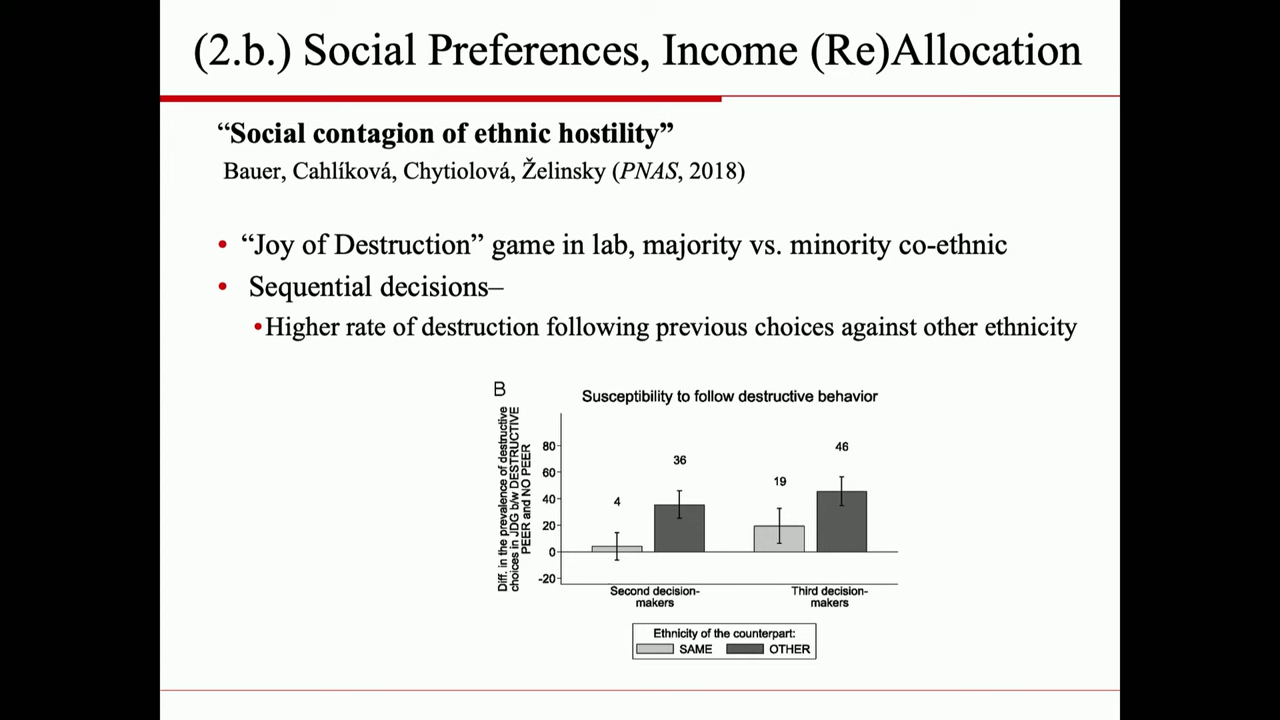 (2.b.) Social Preferences, Income (Re)Allocation
“Social contagion of ethnic hostility”
Bauer, Cahlíková, Chytiolová, Želinsky (PNAS, 2018)
• “Joy of Destruction” game in lab, majority vs. minority co-ethnic
• Sequential decisions–
•Higher rate of destruction following previous choices against other ethnicity
B
Susceptibility to follow destructive behavior
Diff. in the prevalence of destructive
choices in JDG b/w DESTRUCTIVE
PEER and NO PEER
80
60
40
20
0
-20
4
36
19
46
Second decision-
makers
Third decision-
makers
Ethnicity of the counterpart:
SAME OTHER